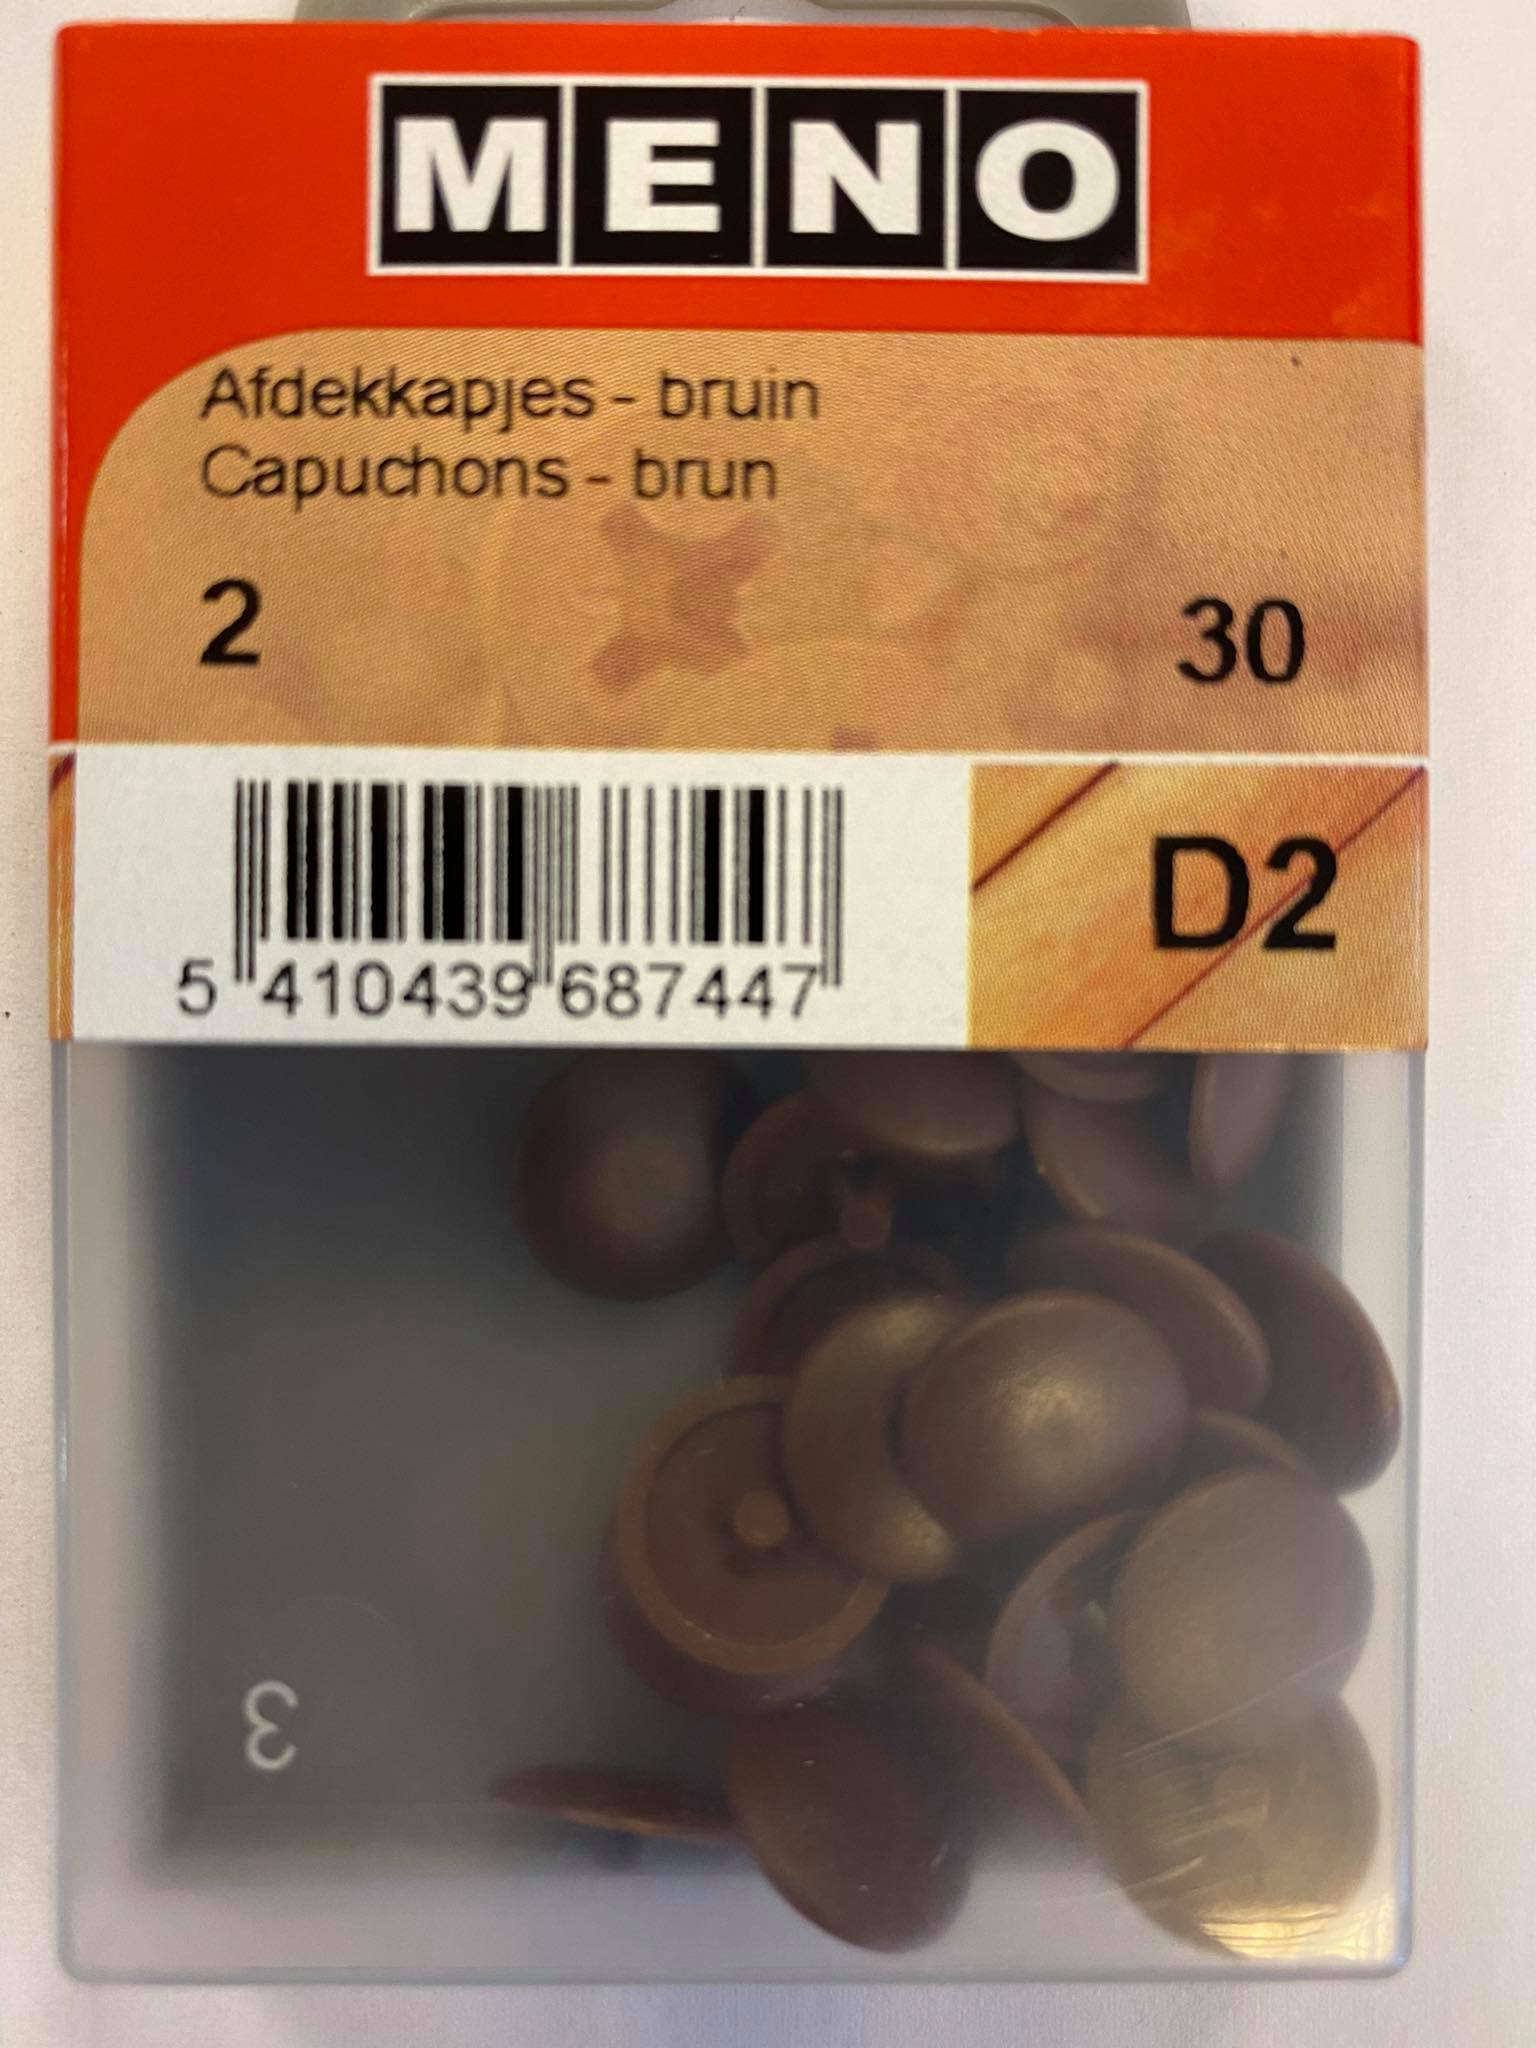 MENO
Afdekkapjes - bruin
Capuchons - brun
2 30
5 410439 687447
D2
3